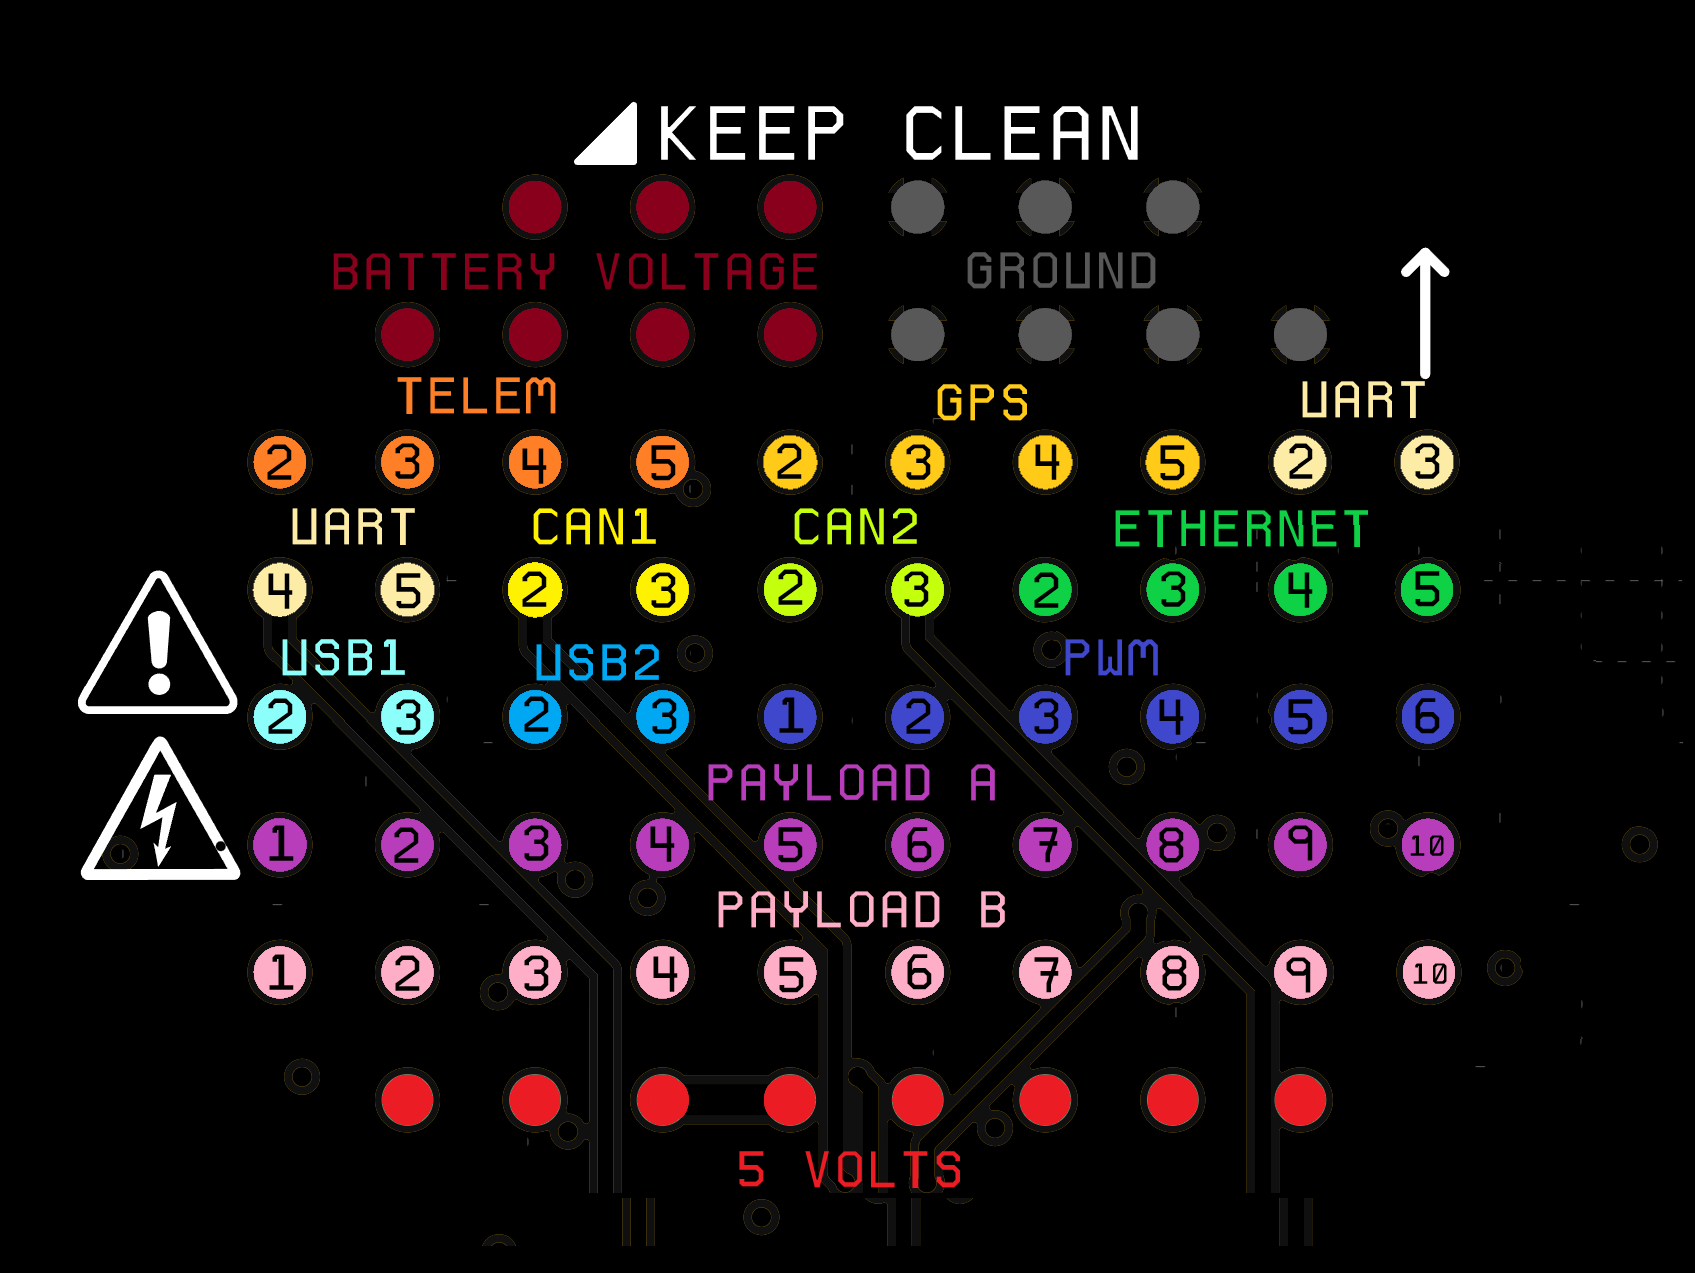 KEEP CLEAN
BATTERY VOLTAGE GROUND
TELEM GPS UART
2 3 4 5 2 3 4 5 2 3
UART CAN1 CAN2 ETHERNET
4 5 2 3 2 3 2 3 4 5
USB1 USB2 PWM
2 3 2 3 1 2 3 4 5 6
PAYLOAD A
1 2 3 4 5 6 7 8 9 10
PAYLOAD B
1 2 3 4 5 6 7 8 9 10
5 VOLTS